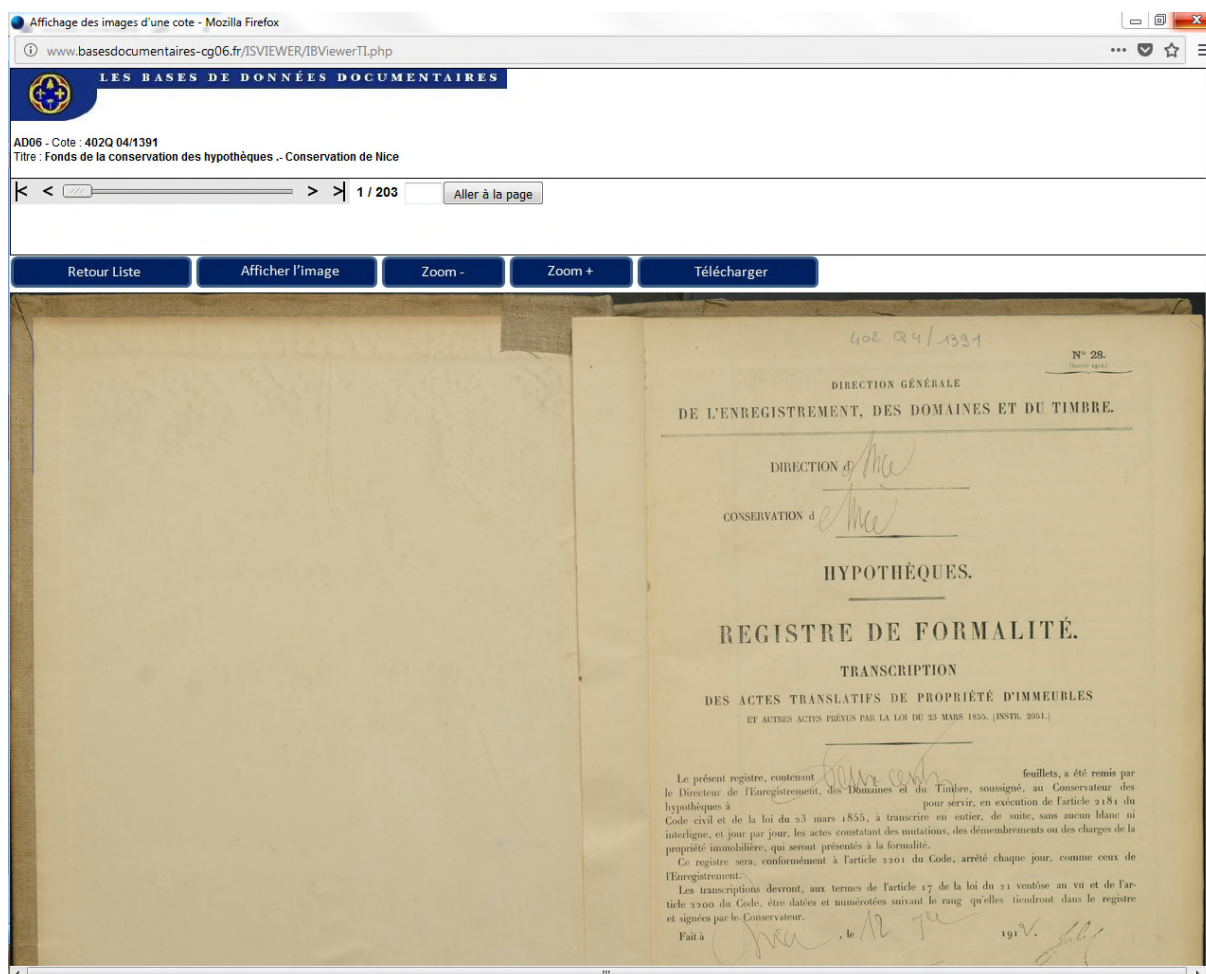 Affichage des images d'une cote - Mozilla Firefox
www.basesdocumentaires-cg06.fr/ISVIEWER/IBViewerTI.php
LES BASES DE DONNÉES DOCUMENTAIRES
AD06 - Cote : 402Q 04/1391
Titre : Fonds de la conservation des hypothèques .- Conservation de Nice
1 / 203
Aller à la page
Retour Liste Afficher l'image Zoom - Zoom + Télécharger
402 Q4/1391
N° 28.
DIRECTION GÉNÉRALE
DE L'ENREGISTREMENT, DES DOMAINES ET DU TIMBRE.
DIRECTION d Nice
CONSERVATION de Nice
HYPOTHÈQUES.
REGISTRE DE FORMALITÉ.
TRANSCRIPTION
DES ACTES TRANSLATIFS DE PROPRIÉTÉ D'IMMEUBLES
ET AUTRES ACTES PRÉVUS PAR LA LOI DU 23 MARS 1855. (INSTR. 2051.)
Le présent registre, contenant deux cents feuillets, a été remis par
le Directeur de l'Enregistrement, des Domaines et du Timbre, soussigné, au Conservateur des
hypothèques à pour servir, en exécution de l'article 2181 du
Code civil et de la loi du 23 mars 1855, à transcrire en entier, de suite, sans aucun blanc ni
interligne, et jour par jour, les actes constatant des mutations, des démembrements ou des charges de la
propriété immobilière, qui seront présentés à la formalité.
Ce registre sera, conformément à l'article 2201 du Code, arrêté chaque jour, comme ceux de
l'Enregistrement.
Les transcriptions devront, aux termes de l'article 17 de la loi du 21 ventôse an VII et de l'ar-
ticle 2200 du Code, être datées et numérotées suivant le rang qu'elles tiendront dans le registre
et signées par le Conservateur.
Fait à Nice, le 12 191